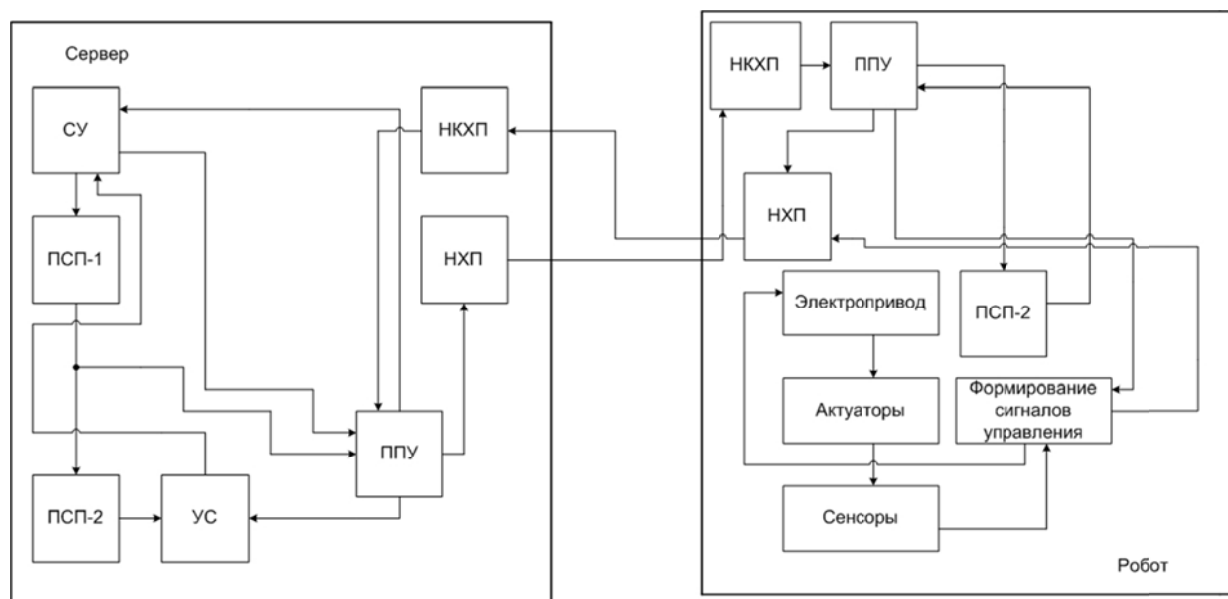 Сервер
СУ
ПСП-1
ПСП-2
УС
ППУ
НКХП
НХП
НКХП
ППУ
НХП
Электропривод
ПСП-2
Актуаторы
Формирование
сигналов
управления
Сенсоры
Робот